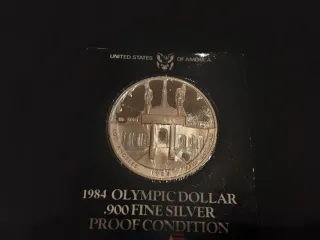 UNITED STATES OF AMERICA
1984 OLYMPIC DOLLAR
.900 FINE SILVER
PROOF CONDITION